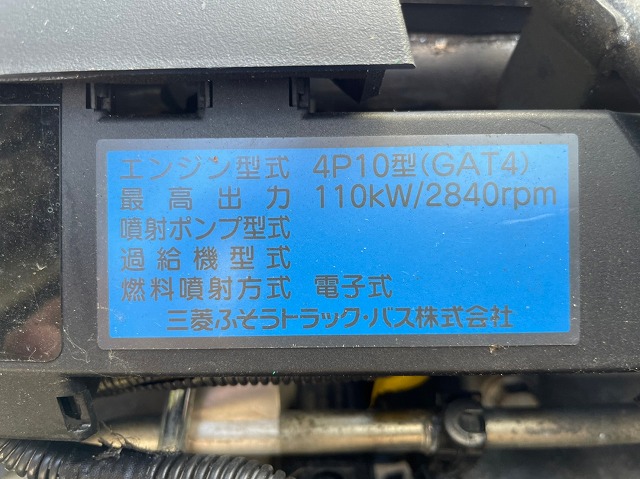 エンジン型式 4P10型(GAT4)
最高出力 110kW/2840rpm
噴射ポンプ型式
過給機型式
燃料噴射方式 電子式
三菱ふそうトラック・バス株式会社